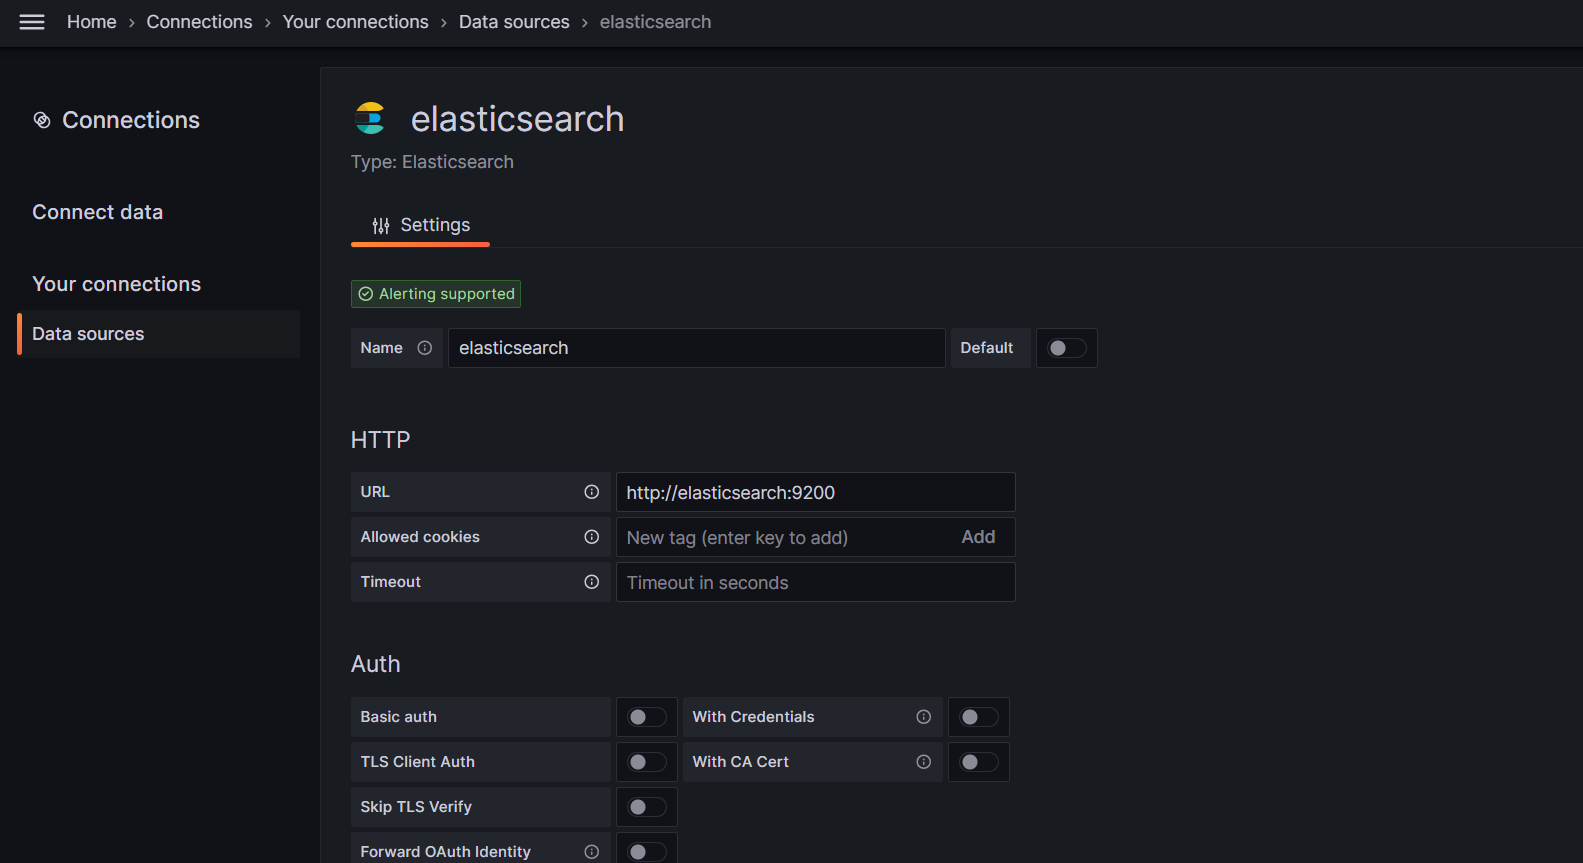 Home › Connections › Your connections › Data sources › elasticsearch
Connections
Connect data
Your connections
Data sources
elasticsearch
Type: Elasticsearch
Settings
Alerting supported
Name elasticsearch Default
HTTP
URL http://elasticsearch:9200
Allowed cookies New tag (enter key to add) Add
Timeout Timeout in seconds
Auth
Basic auth With Credentials
TLS Client Auth With CA Cert
Skip TLS Verify
Forward OAuth Identity